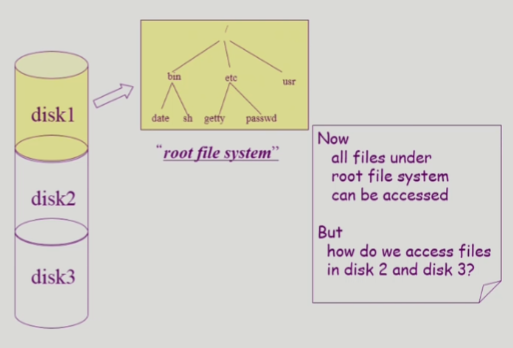 disk1
disk2
disk3
/
bin etc usr
date sh getty passwd
"root file system"
Now
all files under
root file system
can be accessed
But
how do we access files
in disk 2 and disk 3?